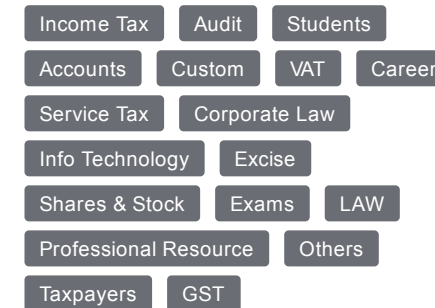 Income Tax Audit Students
Accounts Custom VAT Career
Service Tax Corporate Law
Info Technology Excise
Shares & Stock Exams LAW
Professional Resource Others
Taxpayers GST